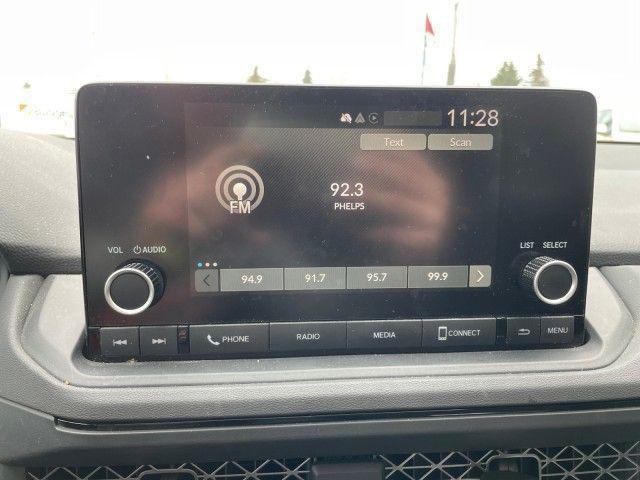 11:28
Text Scan
FM
92.3
PHELPS
VOL AUDIO
LIST SELECT
94.9 91.7 95.7 99.9
PHONE RADIO MEDIA CONNECT MENU